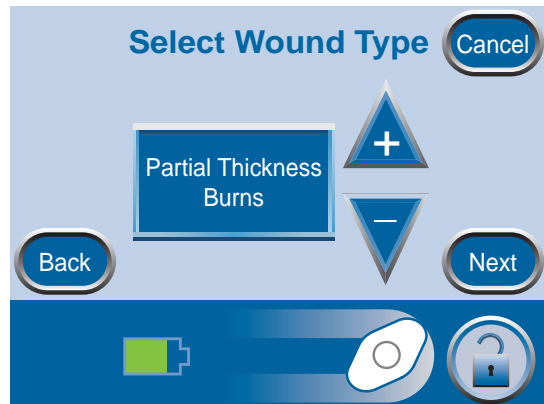 Select Wound Type
Cancel
+
Partial Thickness
Burns
–
Back
Next